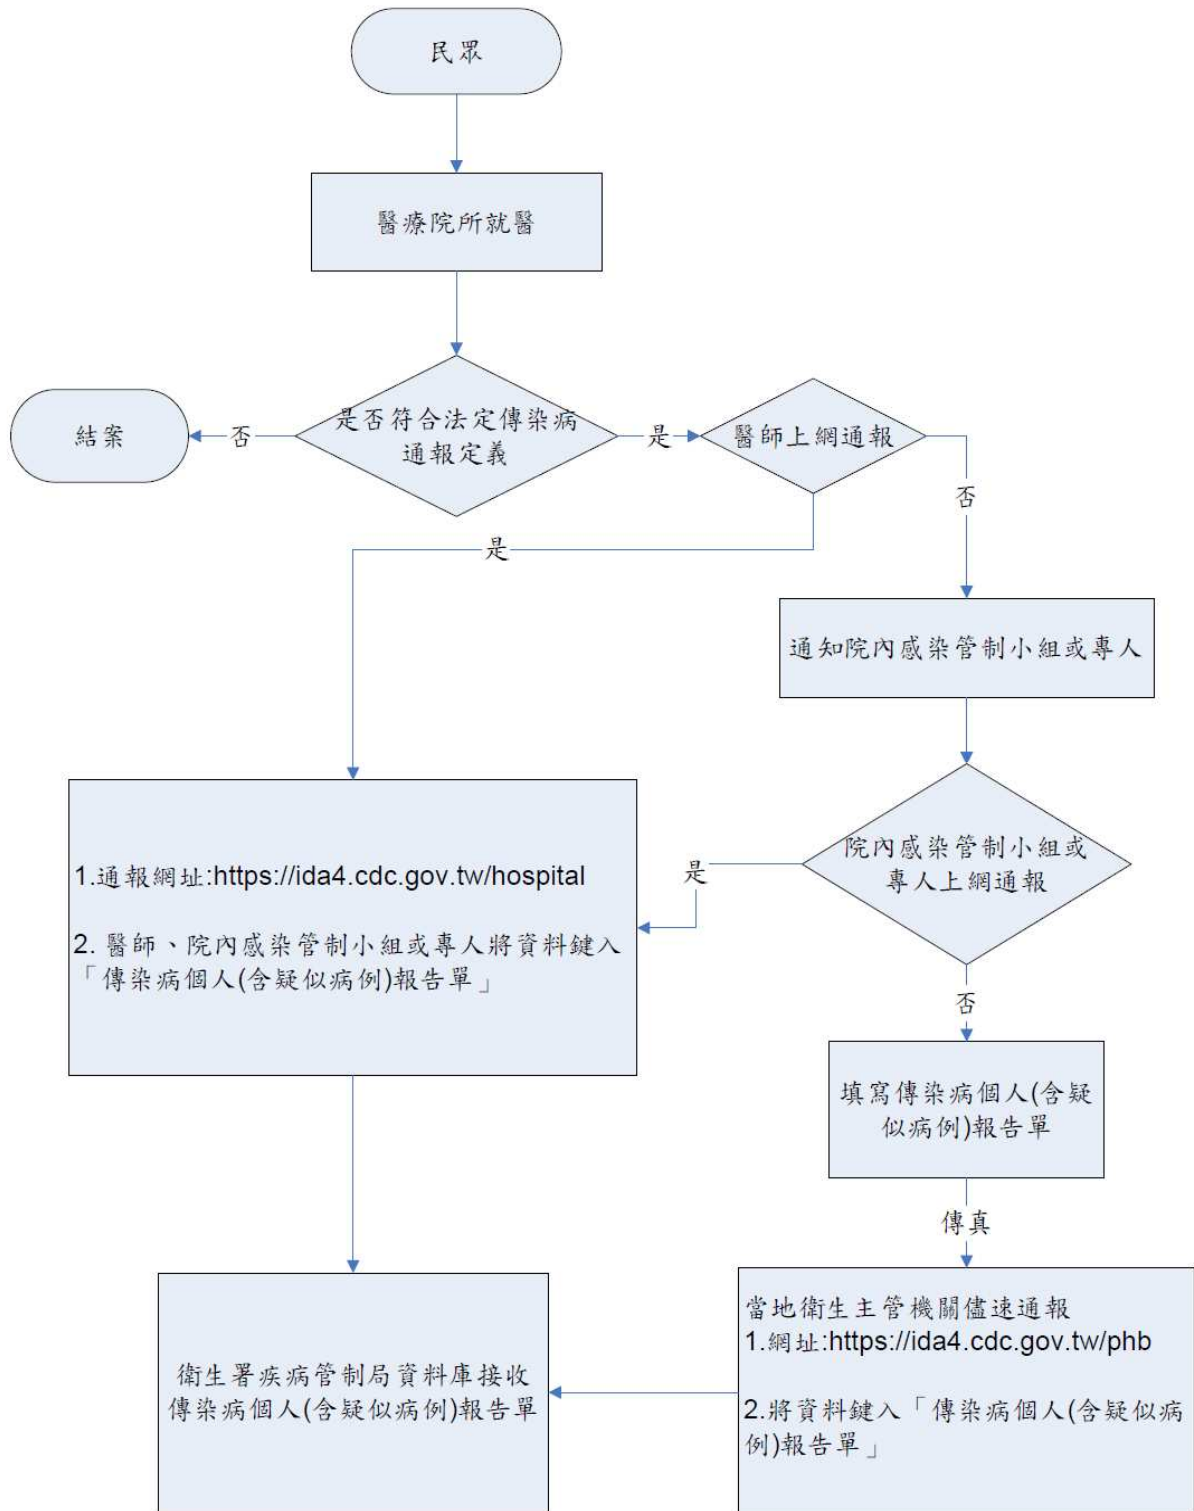 民眾
醫療院所就醫
是否符合法定傳染病
通報定義
否
結案
是
醫師上網通報
否
是
通知院內感染管制小組或專人
院內感染管制小組或
專人上網通報
是
1.通報網址:https://ida4.cdc.gov.tw/hospital
2. 醫師、院內感染管制小組或專人將資料鍵入
「傳染病個人(含疑似病例)報告單」
否
填寫傳染病個人(含疑
似病例)報告單
傳真
當地衛生主管機關儘速通報
1.網址:https://ida4.cdc.gov.tw/phb
2.將資料鍵入「傳染病個人(含疑似病
例)報告單」
衛生署疾病管制局資料庫接收
傳染病個人(含疑似病例)報告單